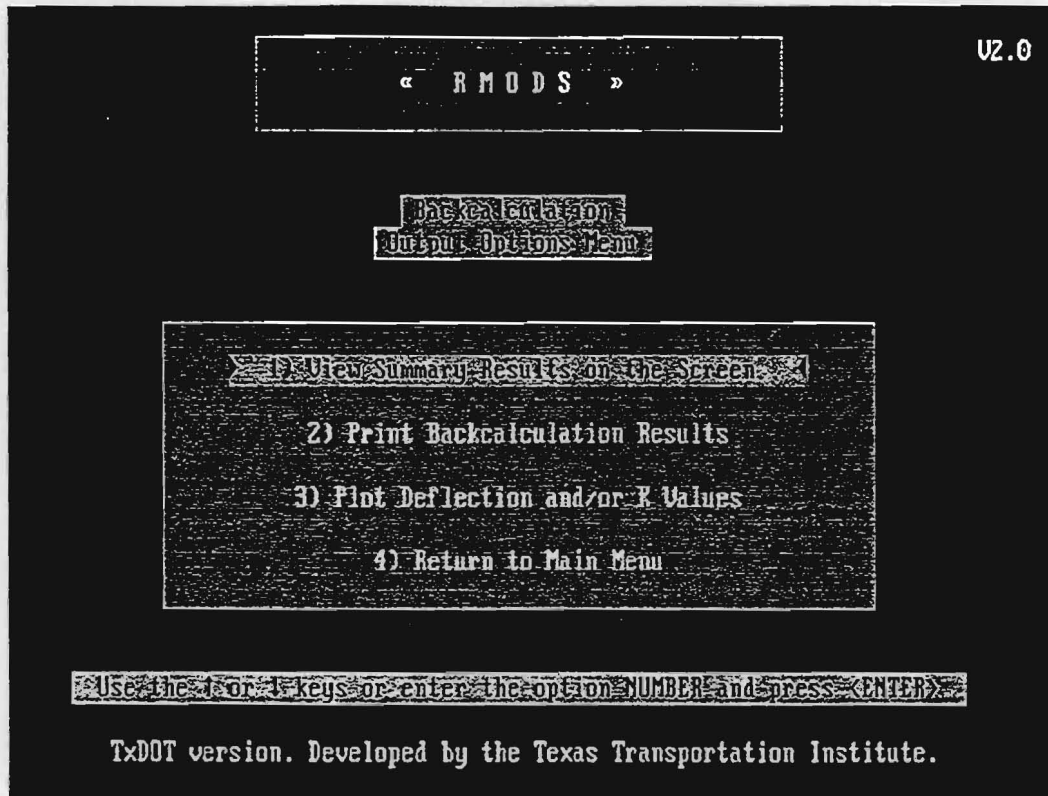 V2.0
« R M O D S »
Backcalculation
Output Options Menu
1) View Summary Results on the Screen
2) Print Backcalculation Results
3) Plot Deflection and/or K Values
4) Return to Main Menu
Use the ↑ or ↓ keys or enter the option NUMBER and press <ENTER>
TxDOT version. Developed by the Texas Transportation Institute.